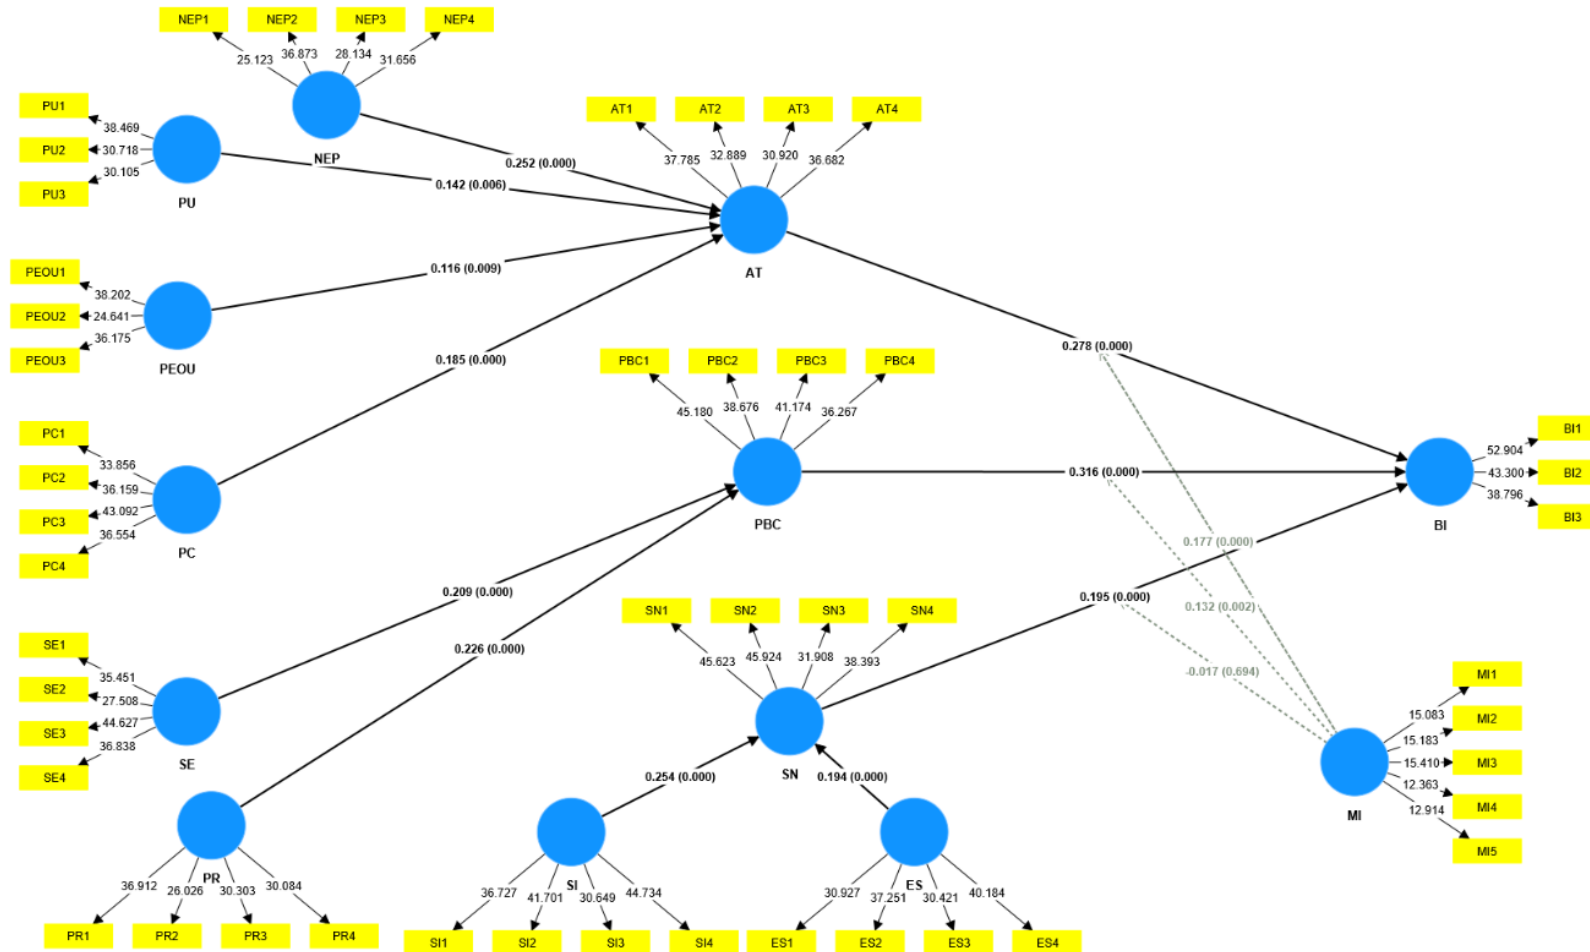 NEP1 NEP2 NEP3 NEP4
25.123 36.873 28.134 31.656
NEP
PU1
PU2
PU3
38.469
30.718
30.105
PU
0.252 (0.000)
0.142 (0.006)
AT1 AT2 AT3 AT4
37.785 32.889 30.920 36.682
AT
PEOU1
PEOU2
PEOU3
38.202
24.641
36.175
PEOU
0.116 (0.009)
0.185 (0.000)
0.278 (0.000)
PBC1 PBC2 PBC3 PBC4
45.180 38.676 41.174 36.267
PBC
PC1
PC2
PC3
PC4
33.856
36.159
43.092
36.554
PC
0.316 (0.000)
BI1
BI2
BI3
52.904
43.300
38.796
BI
0.177 (0.000)
0.195 (0.000)
0.132 (0.002)
-0.017 (0.694)
0.209 (0.000)
0.226 (0.000)
SN1 SN2 SN3 SN4
45.623 45.924 31.908 38.393
SN
SE1
SE2
SE3
SE4
35.451
27.508
44.627
36.838
SE
MI1
MI2
MI3
MI4
MI5
15.083
15.183
15.410
12.363
12.914
MI
0.254 (0.000)
0.194 (0.000)
PR
36.912 26.026 30.303 30.084
PR1 PR2 PR3 PR4
SI
36.727 41.701 30.649 44.734
SI1 SI2 SI3 SI4
ES
30.927 37.251 30.421 40.184
ES1 ES2 ES3 ES4